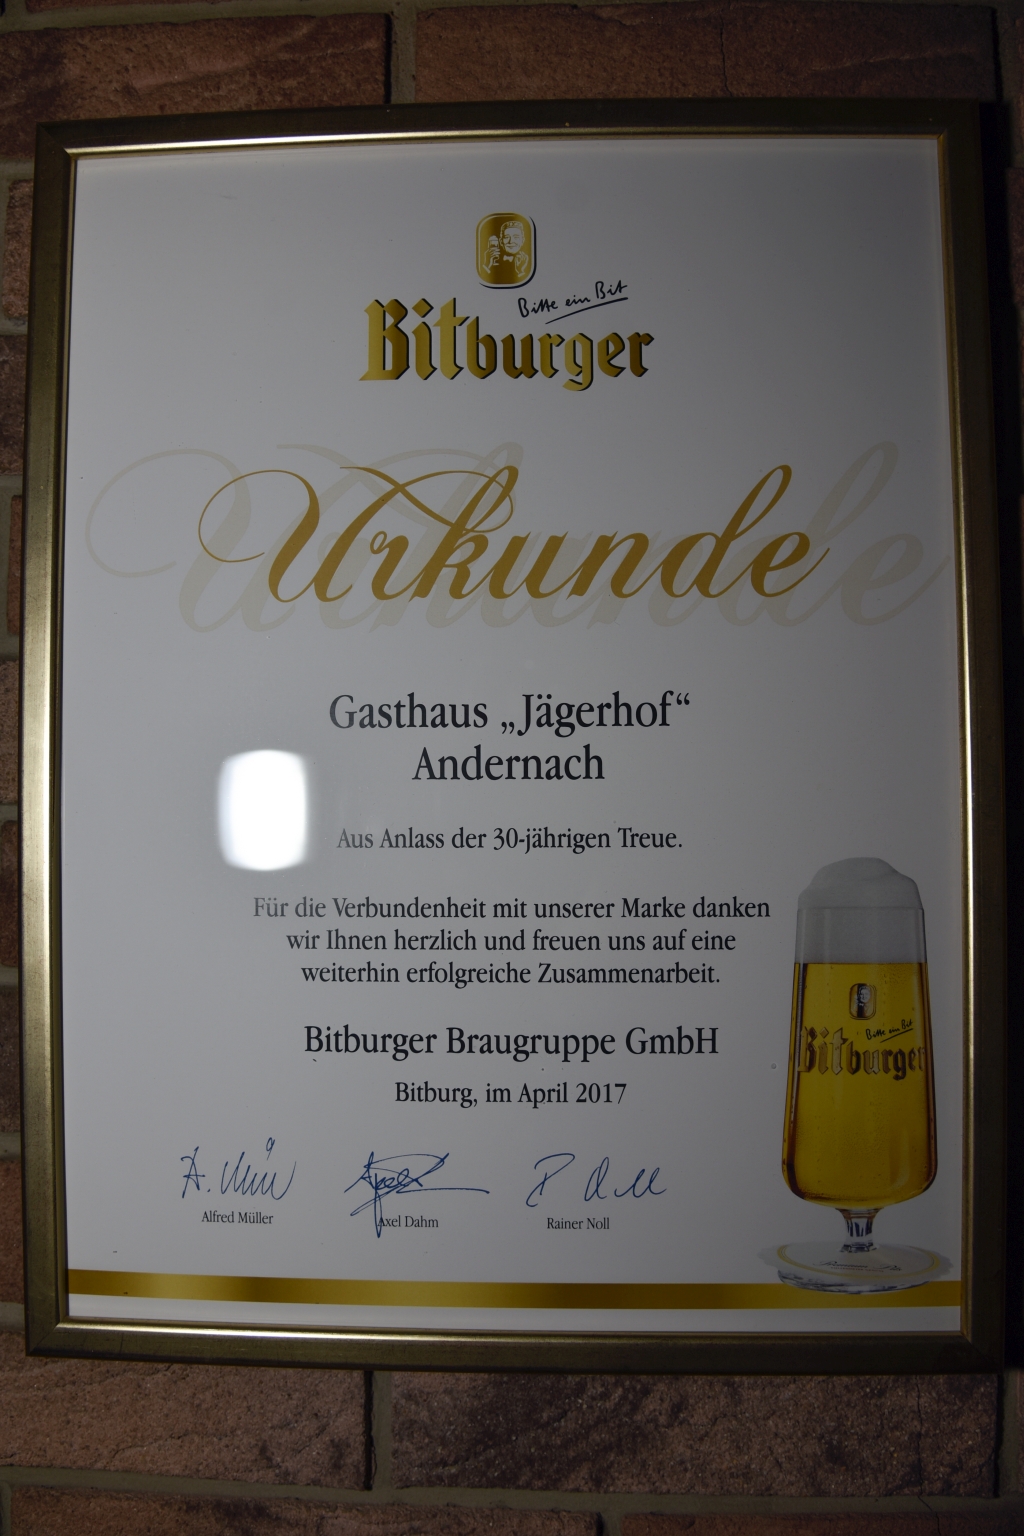 Bitte ein Bit
Bitburger
Urkunde
Gasthaus „Jägerhof“
Andernach
Aus Anlass der 30-jährigen Treue.
Für die Verbundenheit mit unserer Marke danken
wir Ihnen herzlich und freuen uns auf eine
weiterhin erfolgreiche Zusammenarbeit.
Bitburger Braugruppe GmbH
Bitburg, im April 2017
Alfred Müller
Axel Dahm
Rainer Noll
Bitte ein Bit
Bitburger